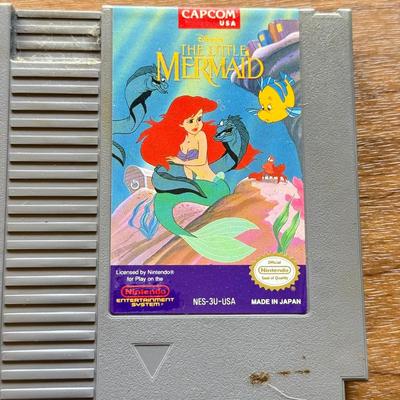 CAPCOM
USA
Disney's
THE LITTLE
MERMAID
Licensed by Nintendo®
for Play on the
Nintendo
ENTERTAINMENT
SYSTEM®
NES-3U-USA
Official
Nintendo
Seal of Quality
MADE IN JAPAN